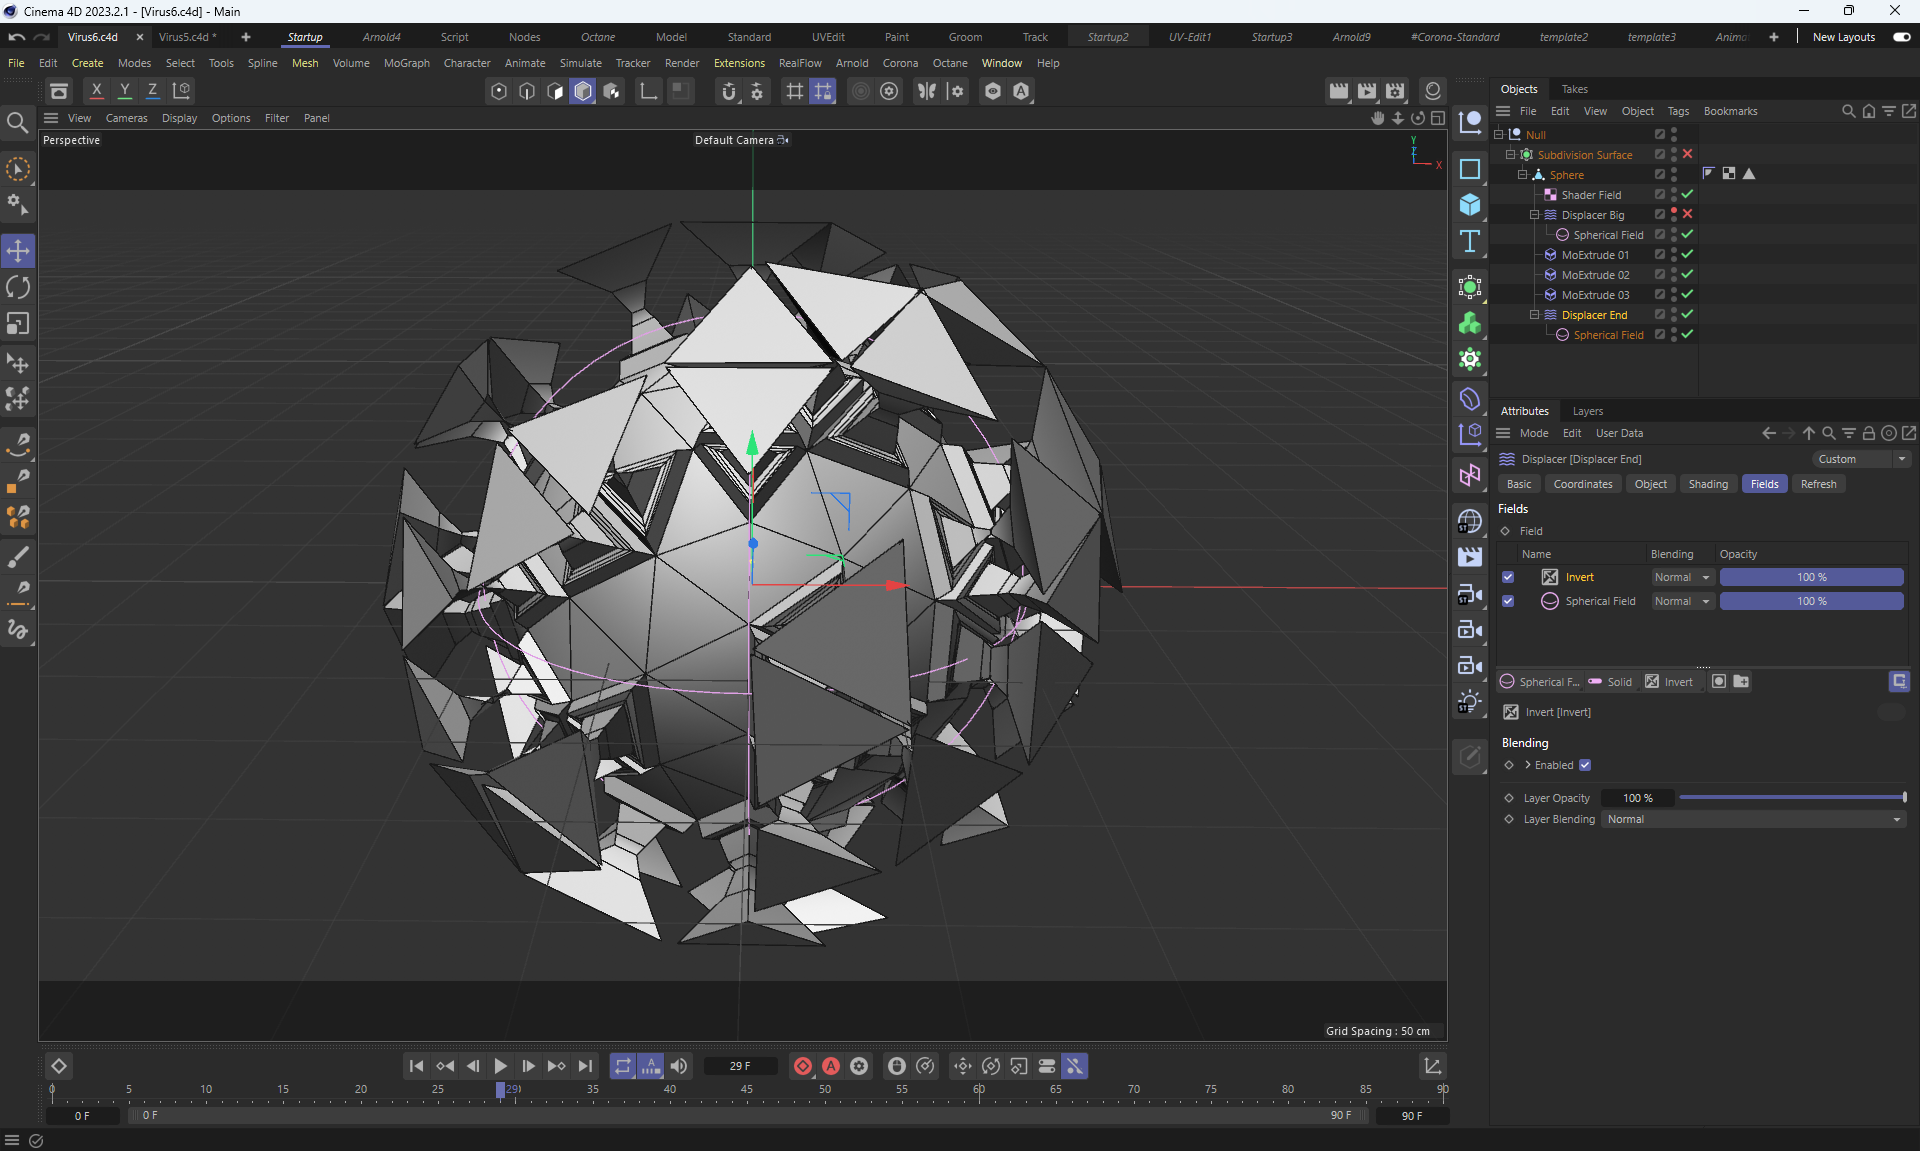 Cinema 4D 2023.2.1 - [Virus6.c4d] - Main
Virus6.c4d Virus5.c4d * Startup Arnold4 Script Nodes Octane Model Standard UVEdit Paint Groom Track Startup2 UV-Edit1 Startup3 Arnold9 #Corona-Standard template2 template3 Anima New Layouts
File Edit Create Modes Select Tools Spline Mesh Volume MoGraph Character Animate Simulate Tracker Render Extensions RealFlow Arnold Corona Octane Window Help
X Y Z
View Cameras Display Options Filter Panel
Perspective
Default Camera
Y
Z
X
Grid Spacing : 50 cm
Objects Takes
File Edit View Object Tags Bookmarks
Null
Subdivision Surface
Sphere
Shader Field
Displacer Big
Spherical Field
MoExtrude 01
MoExtrude 02
MoExtrude 03
Displacer End
Spherical Field
Attributes Layers
Mode Edit User Data
Displacer [Displacer End] Custom
Basic Coordinates Object Shading Fields Refresh
Fields
Field
Name Blending Opacity
Invert Normal 100 %
Spherical Field Normal 100 %
Spherical F... Solid Invert
Invert [Invert]
Blending
Enabled
Layer Opacity 100 %
Layer Blending Normal
29 F
0 5 10 15 20 25 29 35 40 45 50 55 60 65 70 75 80 85 90
0 F 0 F 90 F 90 F